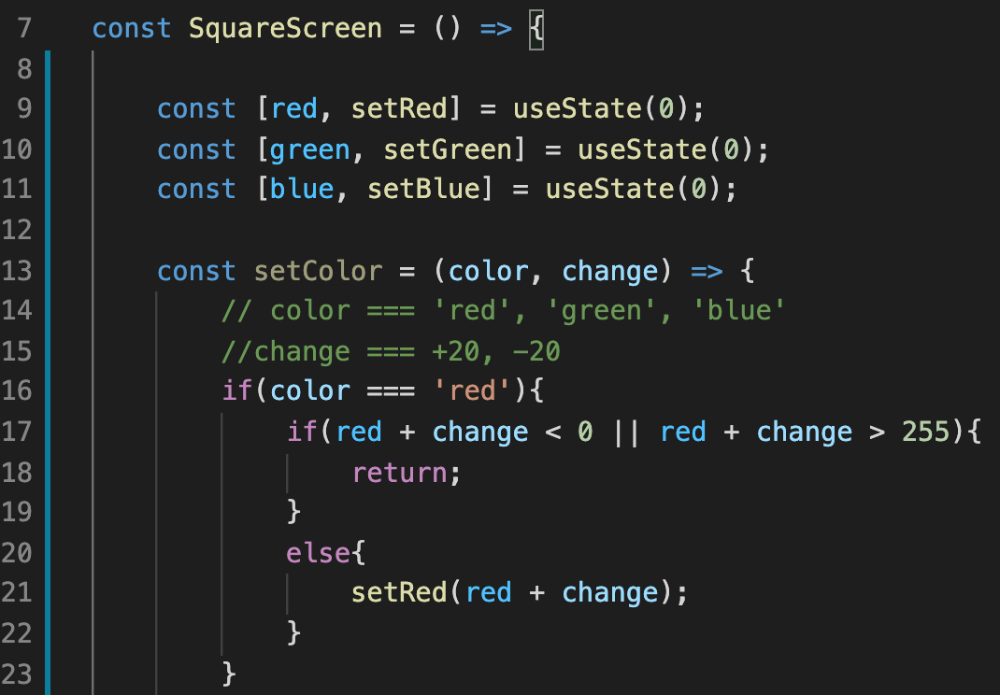 7 const SquareScreen = () => {
8
9 const [red, setRed] = useState(0);
10 const [green, setGreen] = useState(0);
11 const [blue, setBlue] = useState(0);
12
13 const setColor = (color, change) => {
14 // color === 'red', 'green', 'blue'
15 //change === +20, -20
16 if(color === 'red'){
17 if(red + change < 0 || red + change > 255){
18 return;
19 }
20 else{
21 setRed(red + change);
22 }
23 }